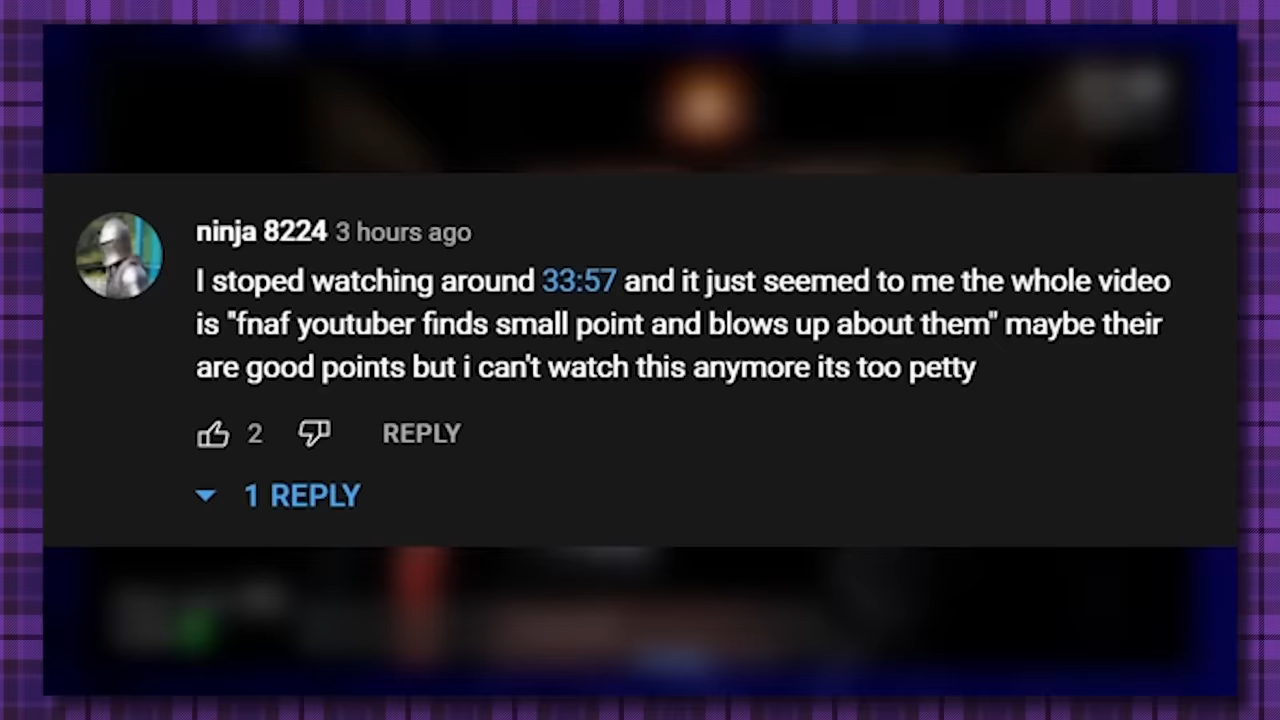 ninja 8224 3 hours ago
I stoped watching around 33:57 and it just seemed to me the whole video
is "fnaf youtuber finds small point and blows up about them" maybe their
are good points but i can't watch this anymore its too petty
2 REPLY
1 REPLY